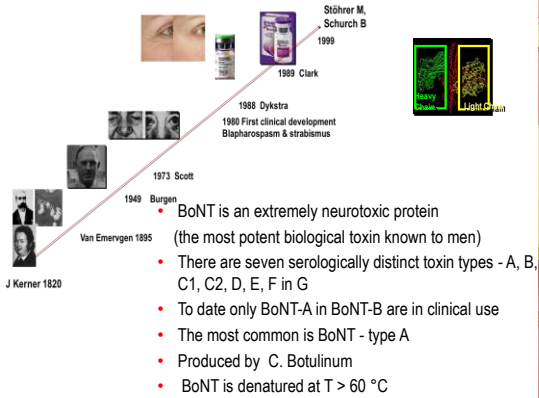 Stöhrer M,
Schurch B
1999
1989 Clark
1988 Dykstra
1980 First clinical development
Blapharospasm & strabismus
1973 Scott
1949 Burgen
Van Emervgen 1895
J Kerner 1820
Heavy
Chain
Light Chain
• BoNT is an extremely neurotoxic protein
(the most potent biological toxin known to men)
• There are seven serologically distinct toxin types - A, B,
C1, C2, D, E, F in G
• To date only BoNT-A in BoNT-B are in clinical use
• The most common is BoNT - type A
• Produced by C. Botulinum
• BoNT is denatured at T > 60 °C